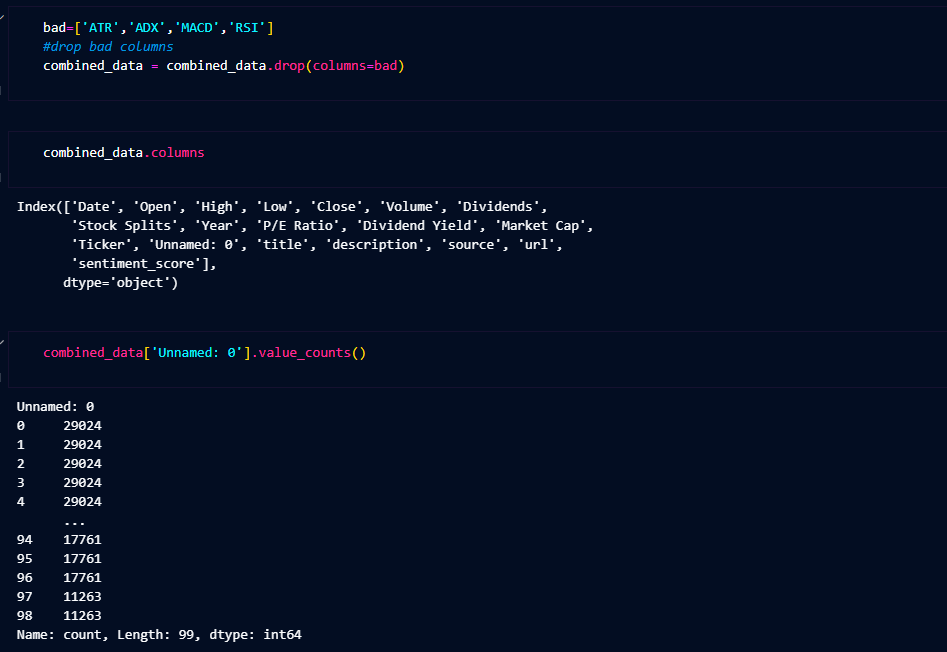 bad=['ATR','ADX','MACD','RSI']
#drop bad columns
combined_data = combined_data.drop(columns=bad)
combined_data.columns
Index(['Date', 'Open', 'High', 'Low', 'Close', 'Volume', 'Dividends',
'Stock Splits', 'Year', 'P/E Ratio', 'Dividend Yield', 'Market Cap',
'Ticker', 'Unnamed: 0', 'title', 'description', 'source', 'url',
'sentiment_score'],
dtype='object')
combined_data['Unnamed: 0'].value_counts()
Unnamed: 0
0 29024
1 29024
2 29024
3 29024
4 29024
...
94 17761
95 17761
96 17761
97 11263
98 11263
Name: count, Length: 99, dtype: int64